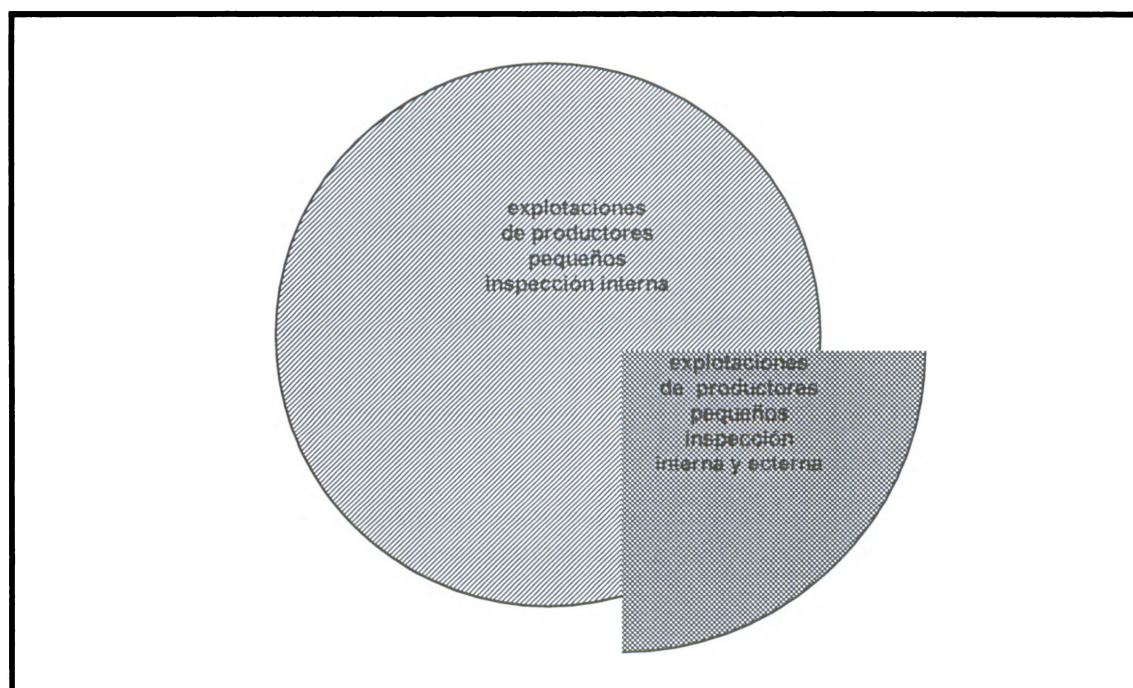 explotaciones
de productores
pequeños
inspección interna
explotaciones
de productores
pequeños
inspección
interna y ecterna